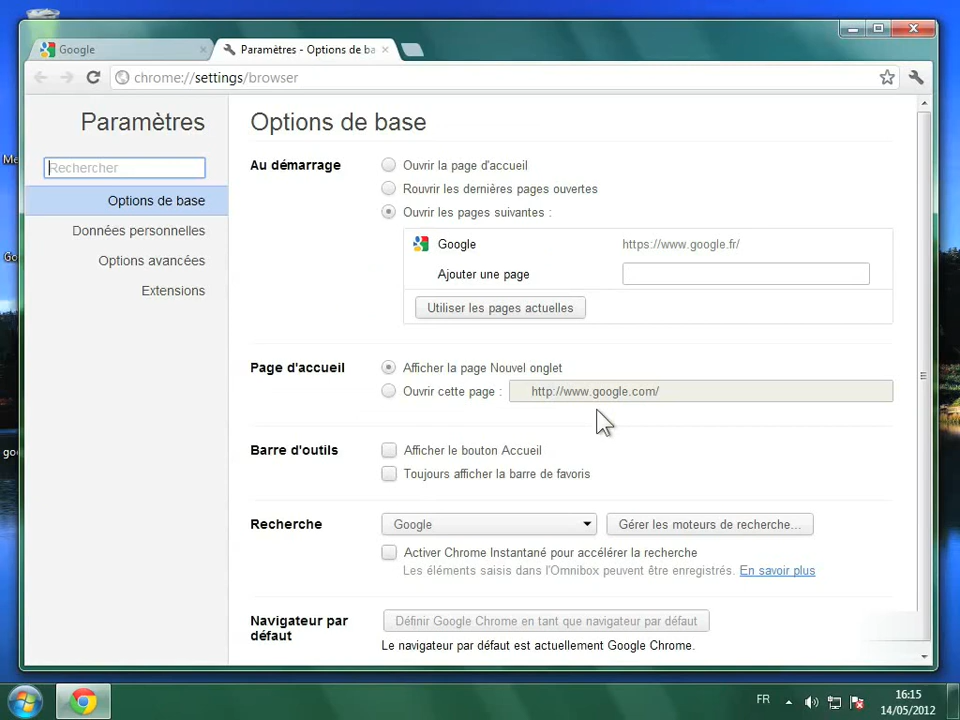 Google
Paramètres - Options de ba
chrome://settings/browser
Paramètres
Rechercher
Options de base
Données personnelles
Options avancées
Extensions
Options de base
Au démarrage
Ouvrir la page d'accueil
Rouvrir les dernières pages ouvertes
Ouvrir les pages suivantes :
Google https://www.google.fr/
Ajouter une page
Utiliser les pages actuelles
Page d'accueil
Afficher la page Nouvel onglet
Ouvrir cette page : http://www.google.com/
Barre d'outils
Afficher le bouton Accueil
Toujours afficher la barre de favoris
Recherche
Google
Gérer les moteurs de recherche...
Activer Chrome Instantané pour accélérer la recherche
Les éléments saisis dans l'Omnibox peuvent être enregistrés. En savoir plus
Navigateur par
défaut
Définir Google Chrome en tant que navigateur par défaut
Le navigateur par défaut est actuellement Google Chrome.
Me
Go
goo
FR
16:15
14/05/2012